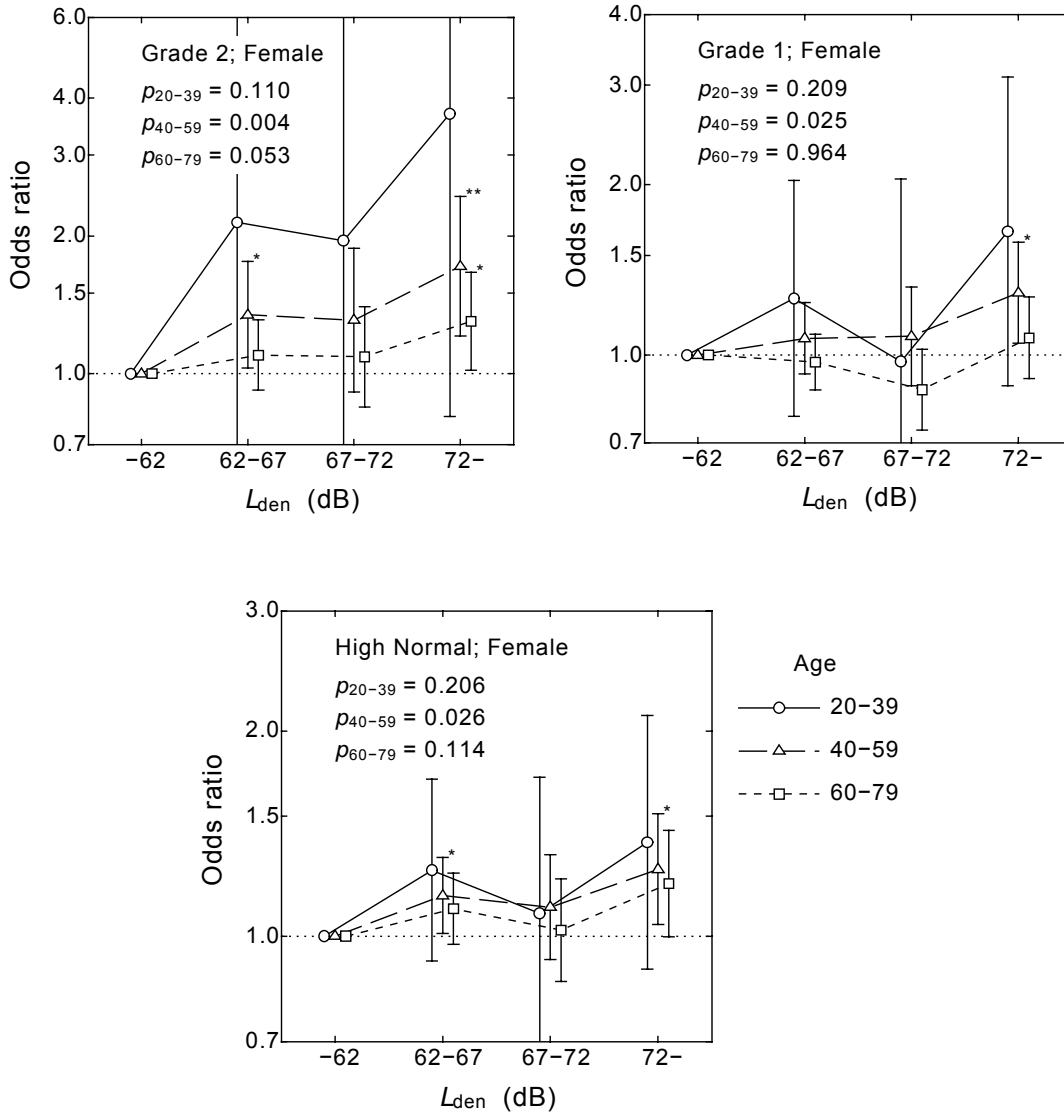 6.0
Grade 2; Female
p20−39 = 0.110
4.0
p40−59 = 0.004
3.0
p60−79 = 0.053
Odds ratio
2.0
**
*
*
1.5
1.0
0.7
−62 62−67 67−72 72−
Lden (dB)
4.0
Grade 1; Female
3.0
p20−39 = 0.209
p40−59 = 0.025
p60−79 = 0.964
Odds ratio
2.0
*
1.5
1.0
0.7
−62 62−67 67−72 72−
Lden (dB)
3.0
High Normal; Female
p20−39 = 0.206
p40−59 = 0.026
p60−79 = 0.114
2.0
Odds ratio
1.5
*
*
1.0
0.7
−62 62−67 67−72 72−
Lden (dB)
Age
20−39
40−59
60−79